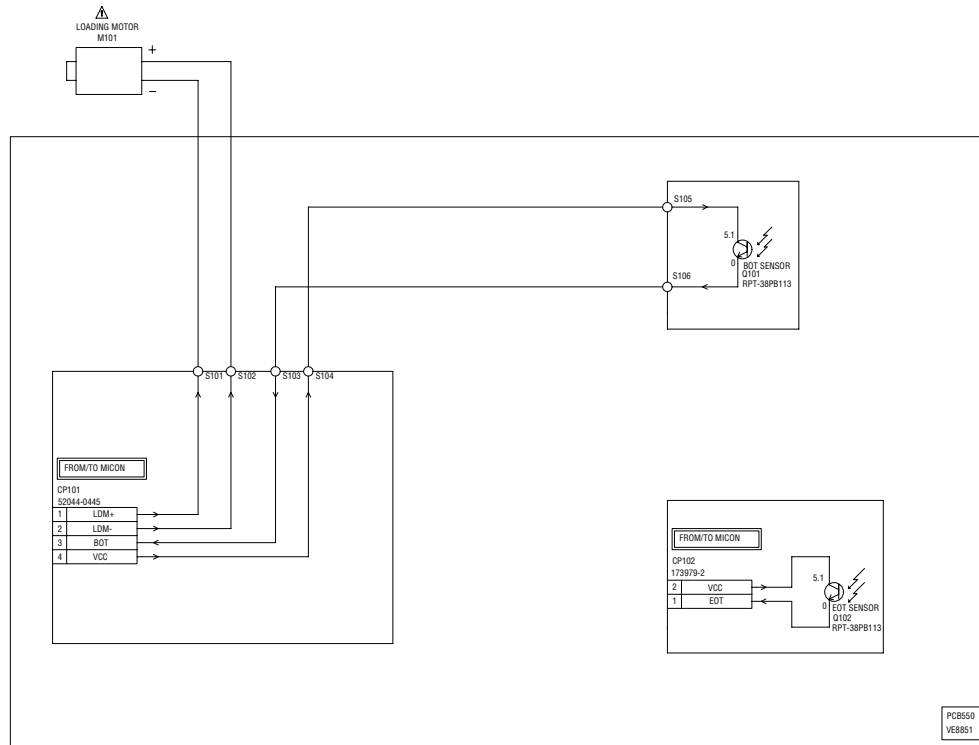 LOADING MOTOR
M101
+
−
S105
5.1
0
BOT SENSOR
Q101
RPT-38PB113
S106
S101
S102
S103
S104
FROM/TO MICON
CP101
52044-0445
1 LDM+
2 LDM-
3 BOT
4 VCC
FROM/TO MICON
CP102
173979-2
2 VCC
1 EOT
5.1
0
EOT SENSOR
Q102
RPT-38PB113
PCB550
VE8851